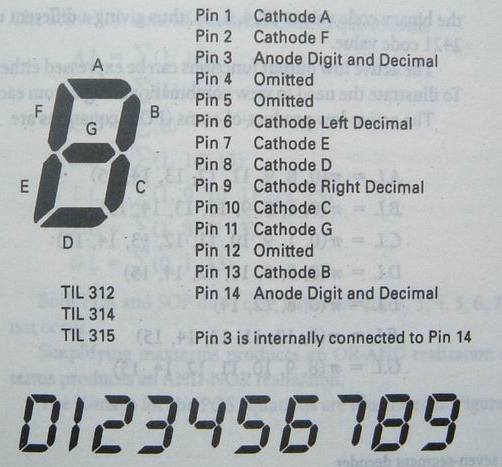 Pin 1 Cathode A
Pin 2 Cathode F
Pin 3 Anode Digit and Decimal
Pin 4 Omitted
Pin 5 Omitted
Pin 6 Cathode Left Decimal
Pin 7 Cathode E
Pin 8 Cathode D
Pin 9 Cathode Right Decimal
Pin 10 Cathode C
Pin 11 Cathode G
Pin 12 Omitted
Pin 13 Cathode B
Pin 14 Anode Digit and Decimal
Pin 3 is internally connected to Pin 14
A
F B
G
E C
D
TIL 312
TIL 314
TIL 315
0123456789